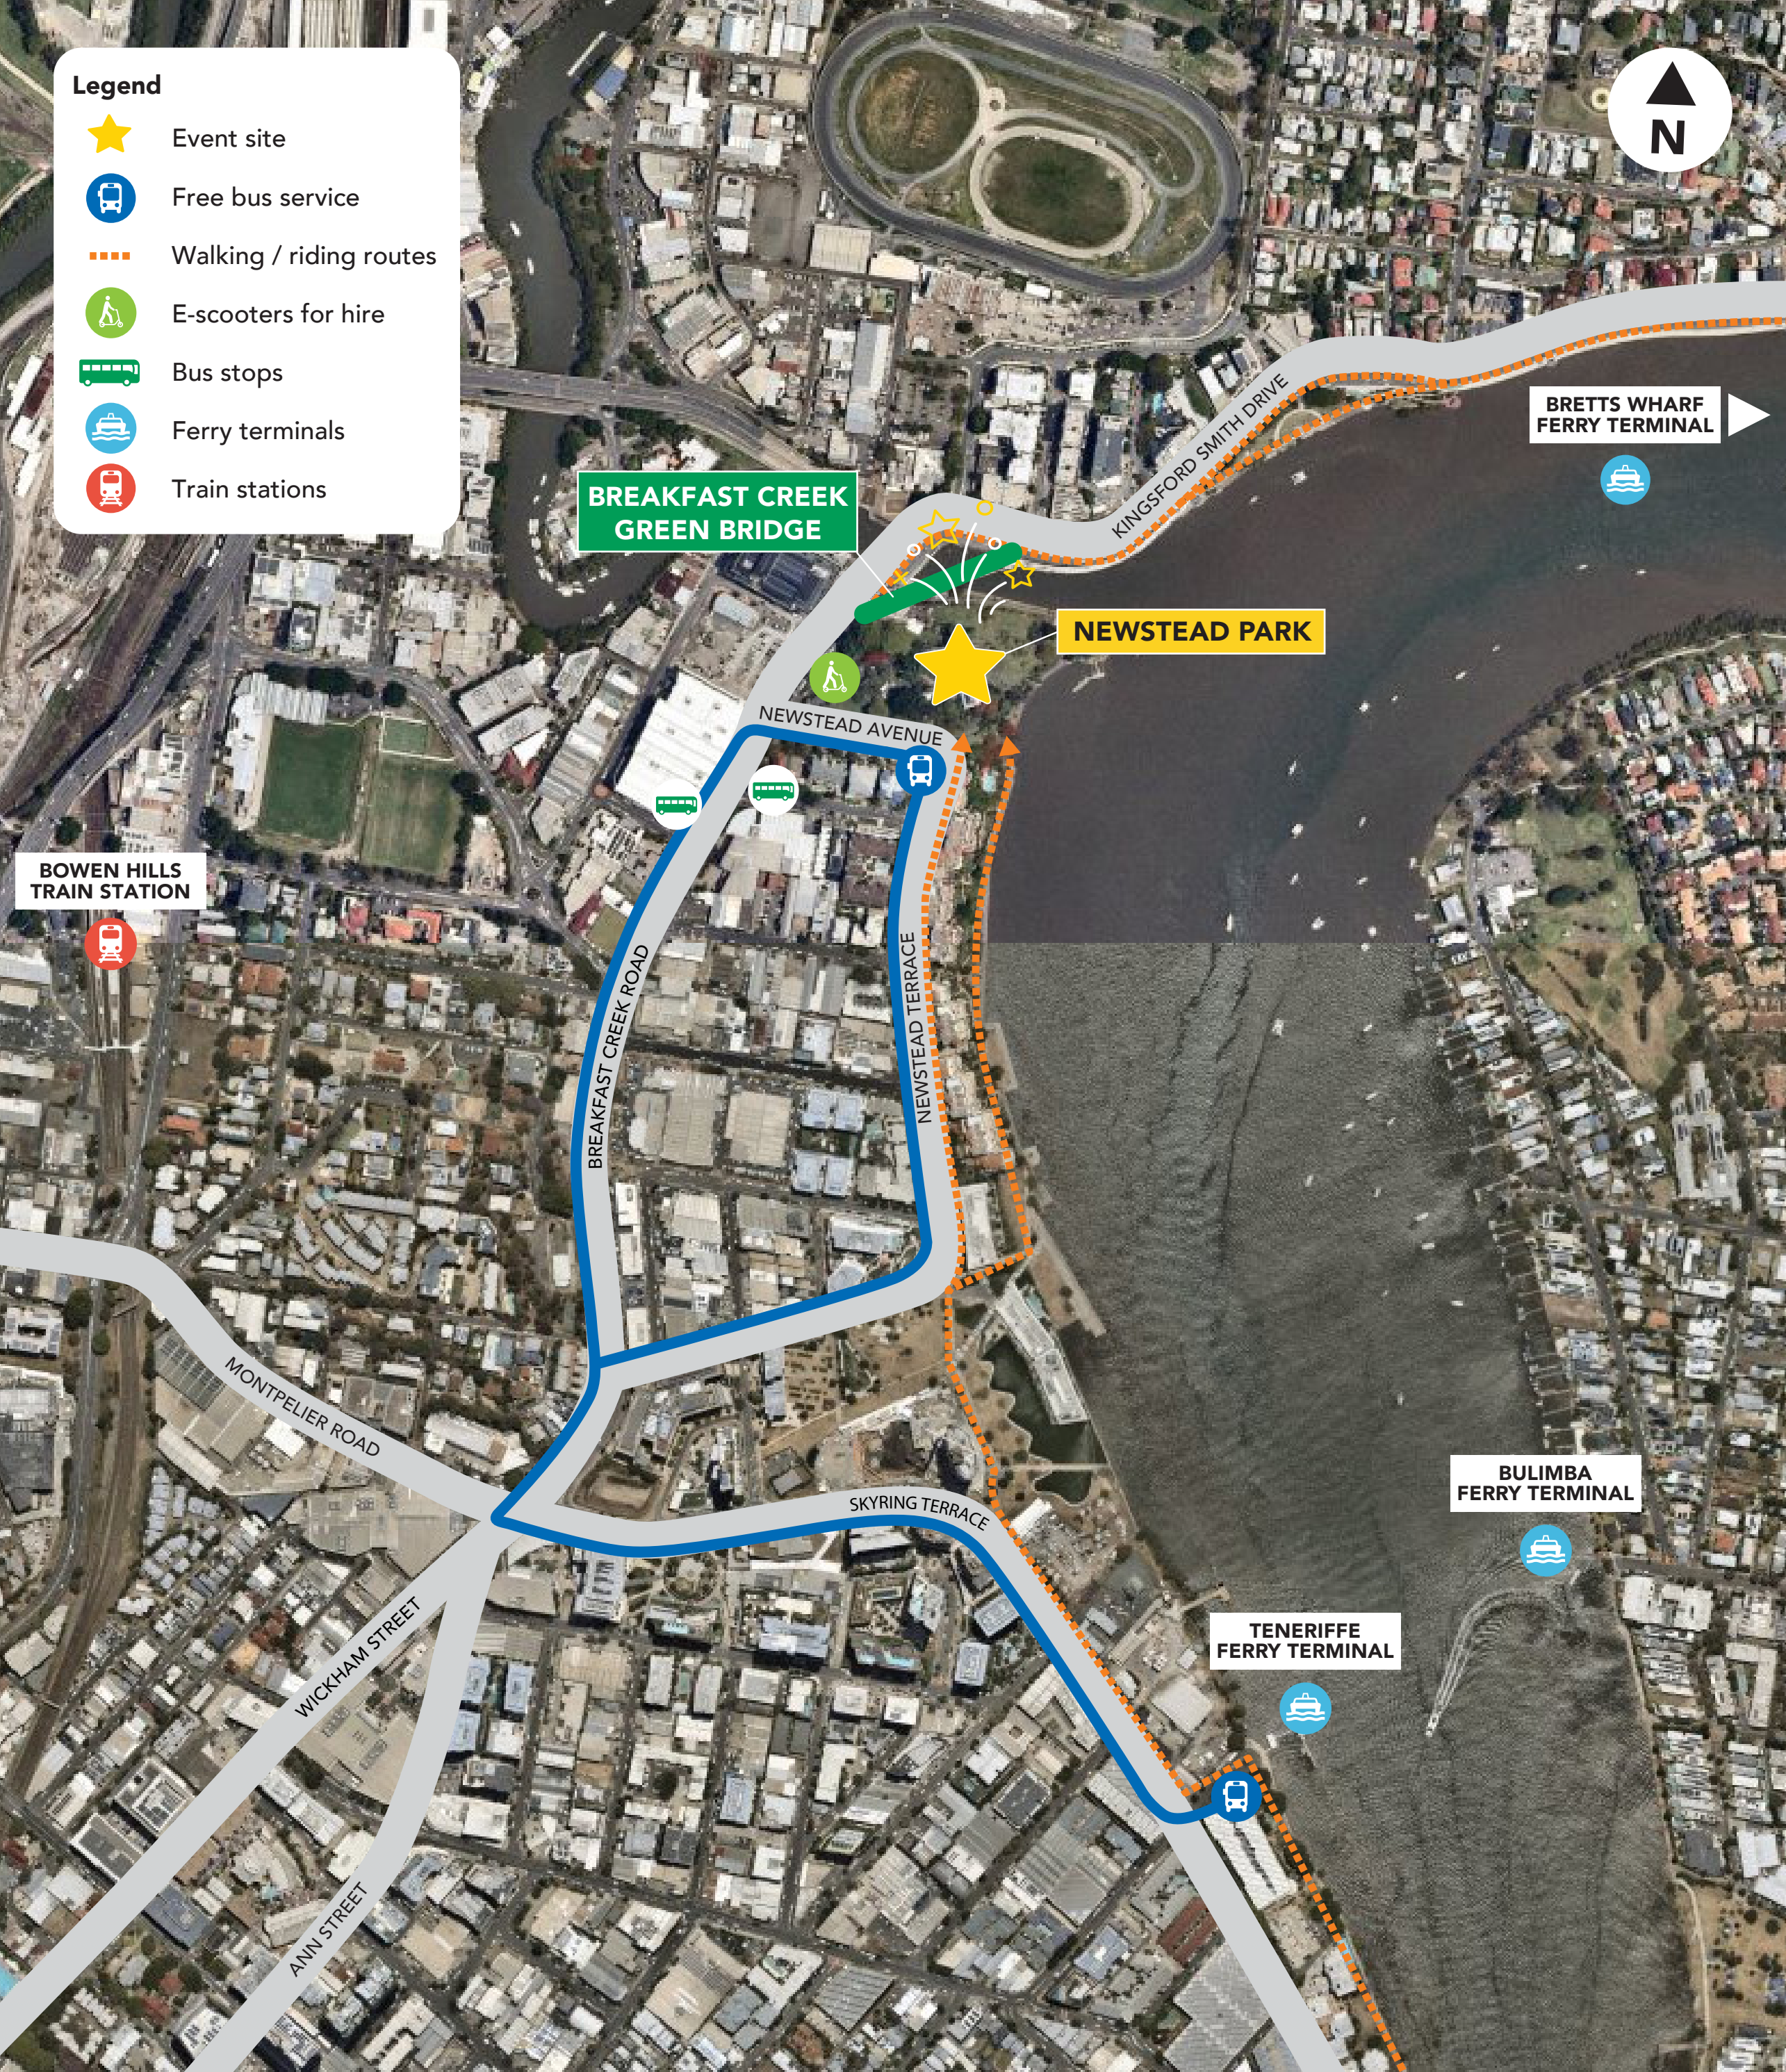 Legend
Event site
Free bus service
Walking / riding routes
E-scooters for hire
Bus stops
Ferry terminals
Train stations
N
BRETTS WHARF
FERRY TERMINAL
KINGSFORD SMITH DRIVE
BREAKFAST CREEK
GREEN BRIDGE
NEWSTEAD PARK
NEWSTEAD AVENUE
BOWEN HILLS
TRAIN STATION
BREAKFAST CREEK ROAD
NEWSTEAD TERRACE
MONTPELIER ROAD
SKYRING TERRACE
BULIMBA
FERRY TERMINAL
TENERIFFE
FERRY TERMINAL
WICKHAM STREET
ANN STREET